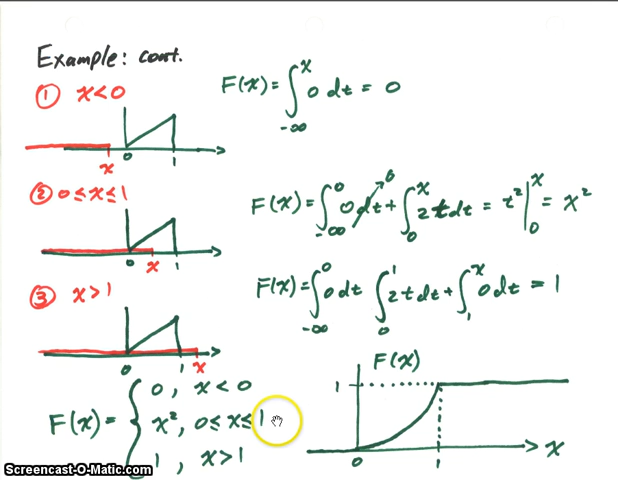 Example: cont.
① x<0
F(x) = ∫_{-∞}^{x} 0 dt = 0
x 0 1
② 0≤x≤1
F(x) = ∫_{-∞}^{0} 0 dt + ∫_{0}^{x} 2t dt = t² |_{0}^{x} = x²
0
0 x 1
③ x>1
F(x) = ∫_{-∞}^{0} 0 dt ∫_{0}^{1} 2t dt + ∫_{1}^{x} 0 dt = 1
0 1 x
F(x) = { 0, x<0
x², 0≤x≤1
1, x>1
F(x)
1
0 1 x
Screencast-O-Matic.com